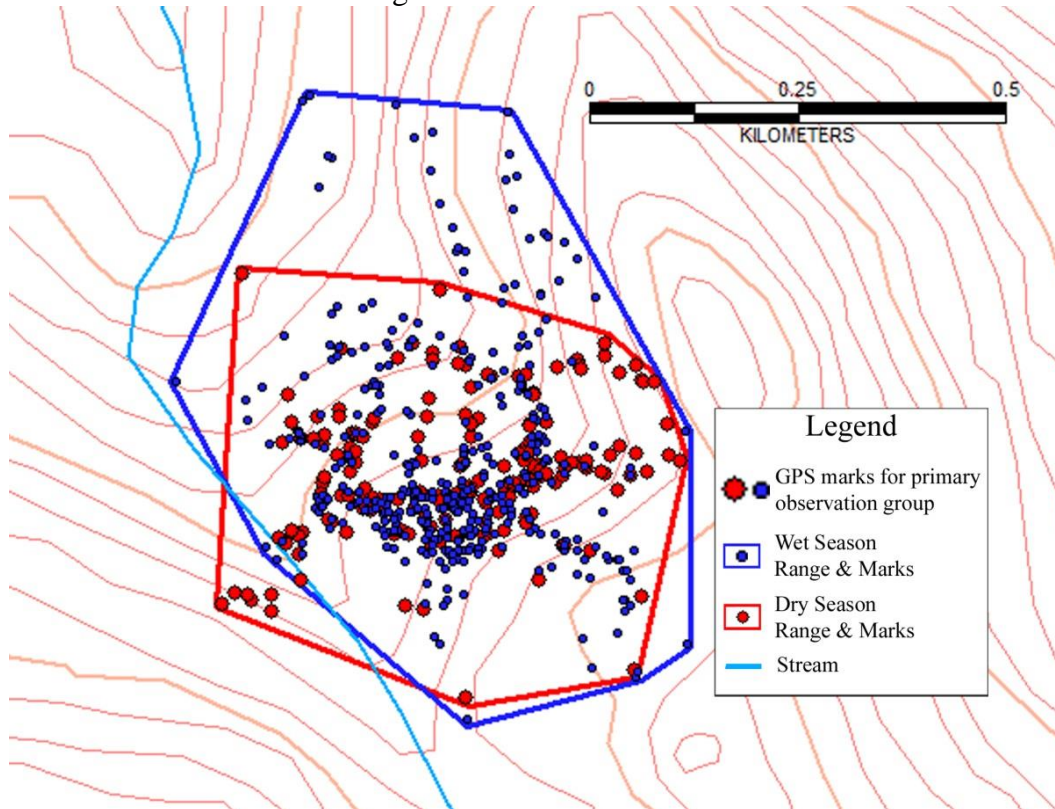 0 0.25 0.5
KILOMETERS
Legend
GPS marks for primary
observation group
Wet Season
Range & Marks
Dry Season
Range & Marks
Stream